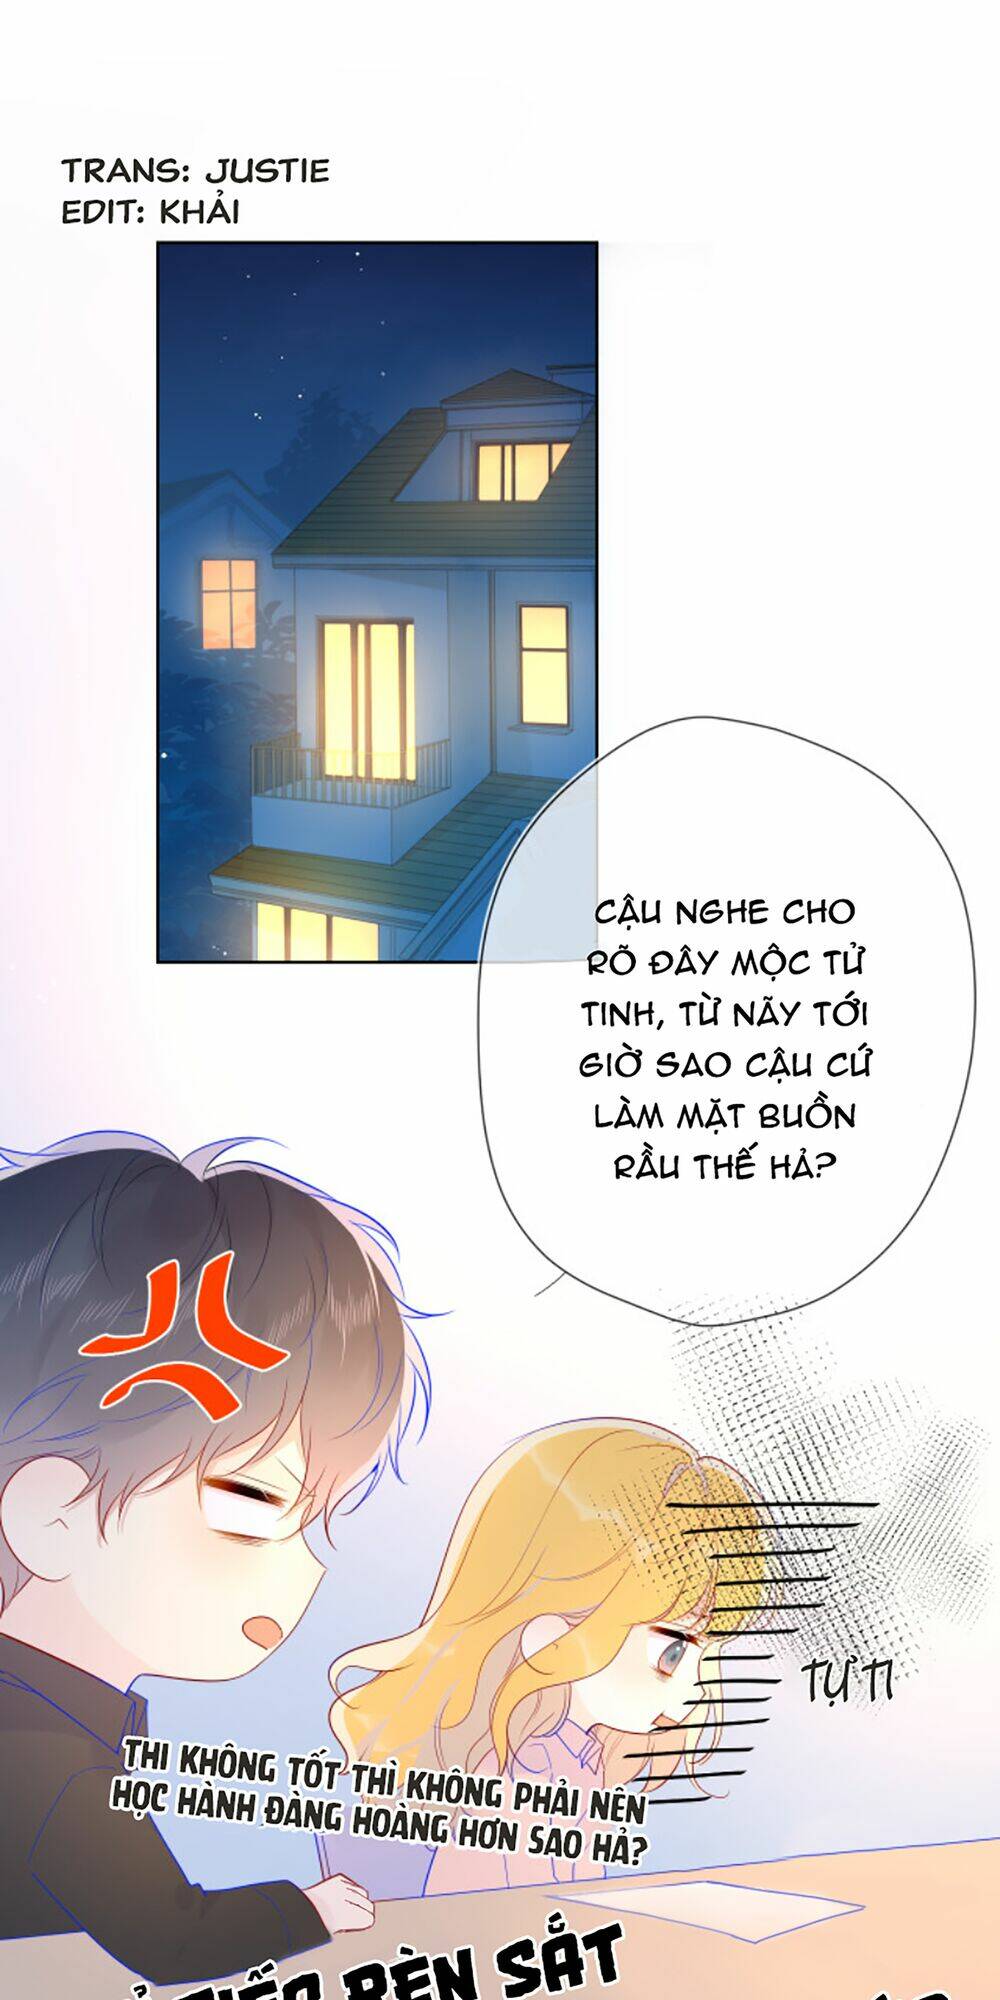 TRANS: JUSTIE
EDIT: KHẢI
CẬU NGHE CHO
RÕ ĐÂY MỘC TỬ
TINH, TỪ NÃY TỚI
GIỜ SAO CẬU CỨ
LÀM MẶT BUỒN
RẦU THẾ HẢ?
TỰ TI
THI KHÔNG TỐT THÌ KHÔNG PHẢI NÊN
HỌC HÀNH ĐÀNG HOÀNG HƠN SAO HẢ?
RÈN SẮT